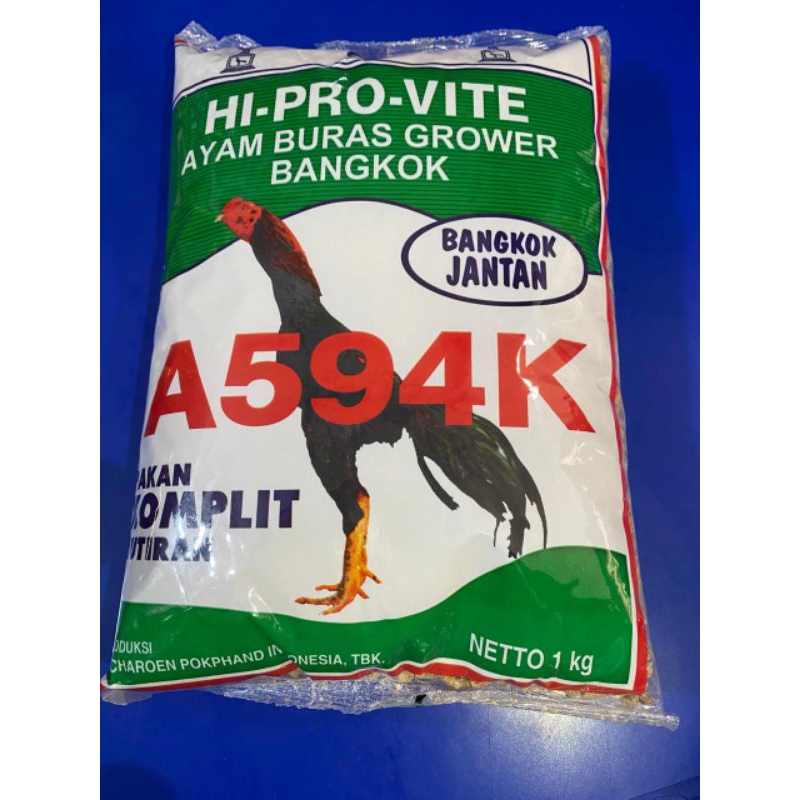 HI-PRO-VITE
AYAM BURAS GROWER
BANGKOK
BANGKOK
JANTAN
A594K
AKAN
KOMPLIT
UTIRAN
ODUKSI
CHAROEN POKPHAND IN ONESIA, TBK.
NETTO 1 kg